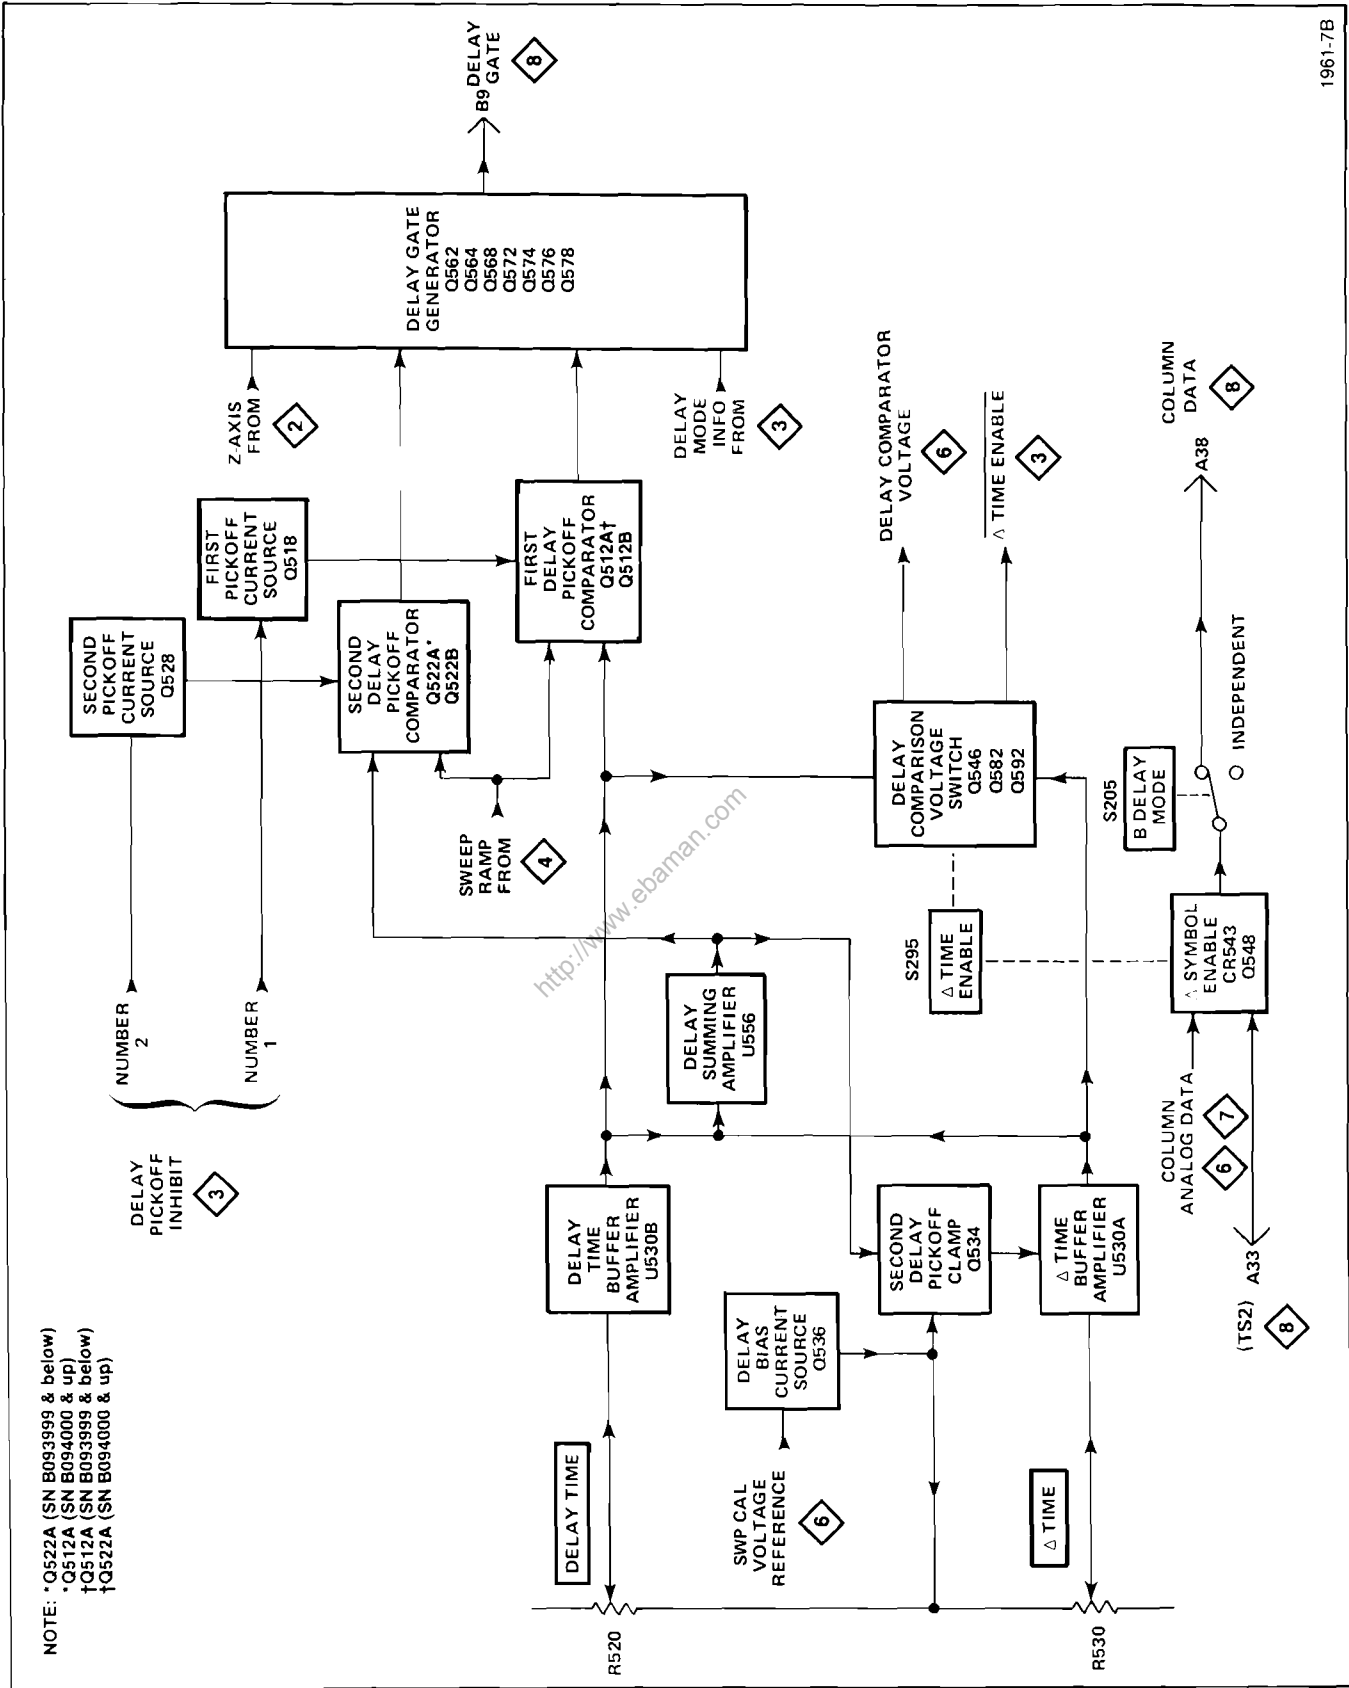 NOTE: *Q522A (SN B093999 & below)
*Q512A (SN B094000 & up)
†Q512A (SN B093999 & below)
†Q522A (SN B094000 & up)
DELAY
PICKOFF
INHIBIT
3
NUMBER
2
NUMBER
1
SECOND
PICKOFF
CURRENT
SOURCE
Q528
FIRST
PICKOFF
CURRENT
SOURCE
Q518
SECOND
DELAY
PICKOFF
COMPARATOR
Q522A*
Q522B
FIRST
DELAY
PICKOFF
COMPARATOR
Q512A†
Q512B
Z-AXIS
FROM
2
DELAY
MODE
INFO
FROM
3
DELAY GATE
GENERATOR
Q562
Q564
Q568
Q572
Q574
Q576
Q578
B9 DELAY
GATE
8
SWEEP
RAMP
FROM
4
R520
DELAY TIME
DELAY
TIME
BUFFER
AMPLIFIER
U530B
DELAY
SUMMING
AMPLIFIER
U556
SWP CAL
VOLTAGE
REFERENCE
6
DELAY
BIAS
CURRENT
SOURCE
Q536
SECOND
DELAY
PICKOFF
CLAMP
Q534
R530
Δ TIME
Δ TIME
BUFFER
AMPLIFIER
U530A
S295
Δ TIME
ENABLE
DELAY
COMPARISON
VOLTAGE
SWITCH
Q546
Q582
Q592
DELAY COMPARATOR
VOLTAGE
6
Δ TIME ENABLE
3
COLUMN
ANALOG DATA
6
7
(TS2) A33
8
Δ SYMBOL
ENABLE
CR543
Q548
S205
B DELAY
MODE
INDEPENDENT
A38
COLUMN
DATA
8
http://www.ebaman.com
1961-7B